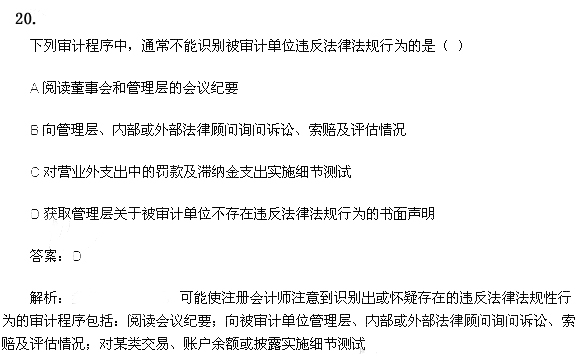 20.
下列审计程序中，通常不能识别被审计单位违反法律法规行为的是（ ）
A 阅读董事会和管理层的会议纪要
B 向管理层、内部或外部法律顾问询问诉讼、索赔及评估情况
C 对营业外支出中的罚款及滞纳金支出实施细节测试
D 获取管理层关于被审计单位不存在违反法律法规行为的书面声明
答案：D
解析： 可能使注册会计师注意到识别出或怀疑存在的违反法律法规性行
为的审计程序包括：阅读会议纪要；向被审计单位管理层、内部或外部法律顾问询问诉讼、索
赔及评估情况；对某类交易、账户余额或披露实施细节测试